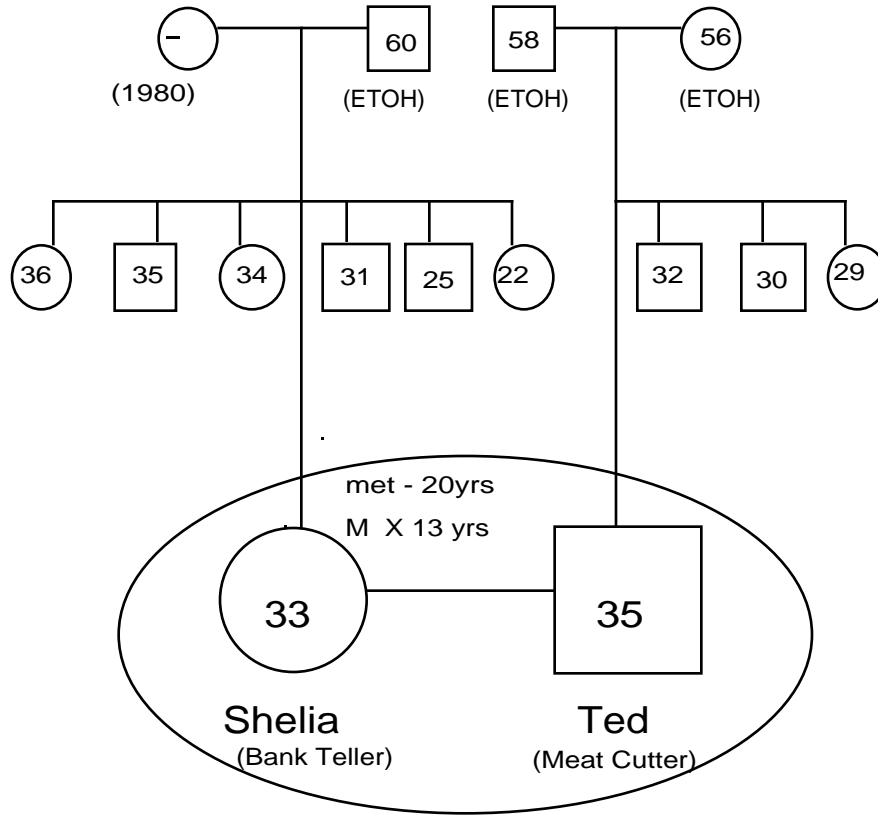 – 60 58 56
(1980) (ETOH) (ETOH) (ETOH)
36 35 34 31 25 22 32 30 29
met - 20yrs
M X 13 yrs
33 35
Shelia Ted
(Bank Teller) (Meat Cutter)